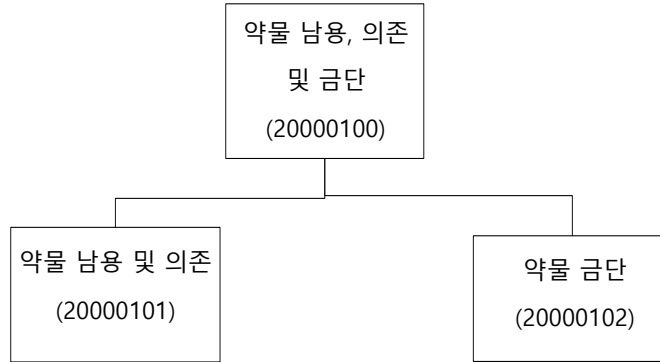 약물 남용, 의존
및 금단
(20000100)
약물 남용 및 의존
(20000101)
약물 금단
(20000102)